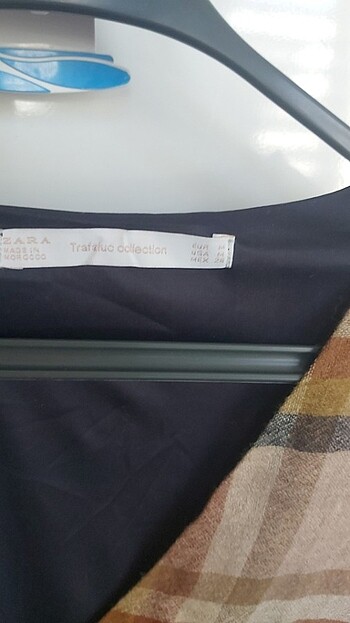 ZARA
MADE IN
MOROCCO
Trafaluc collection
EUR
USA
MEX